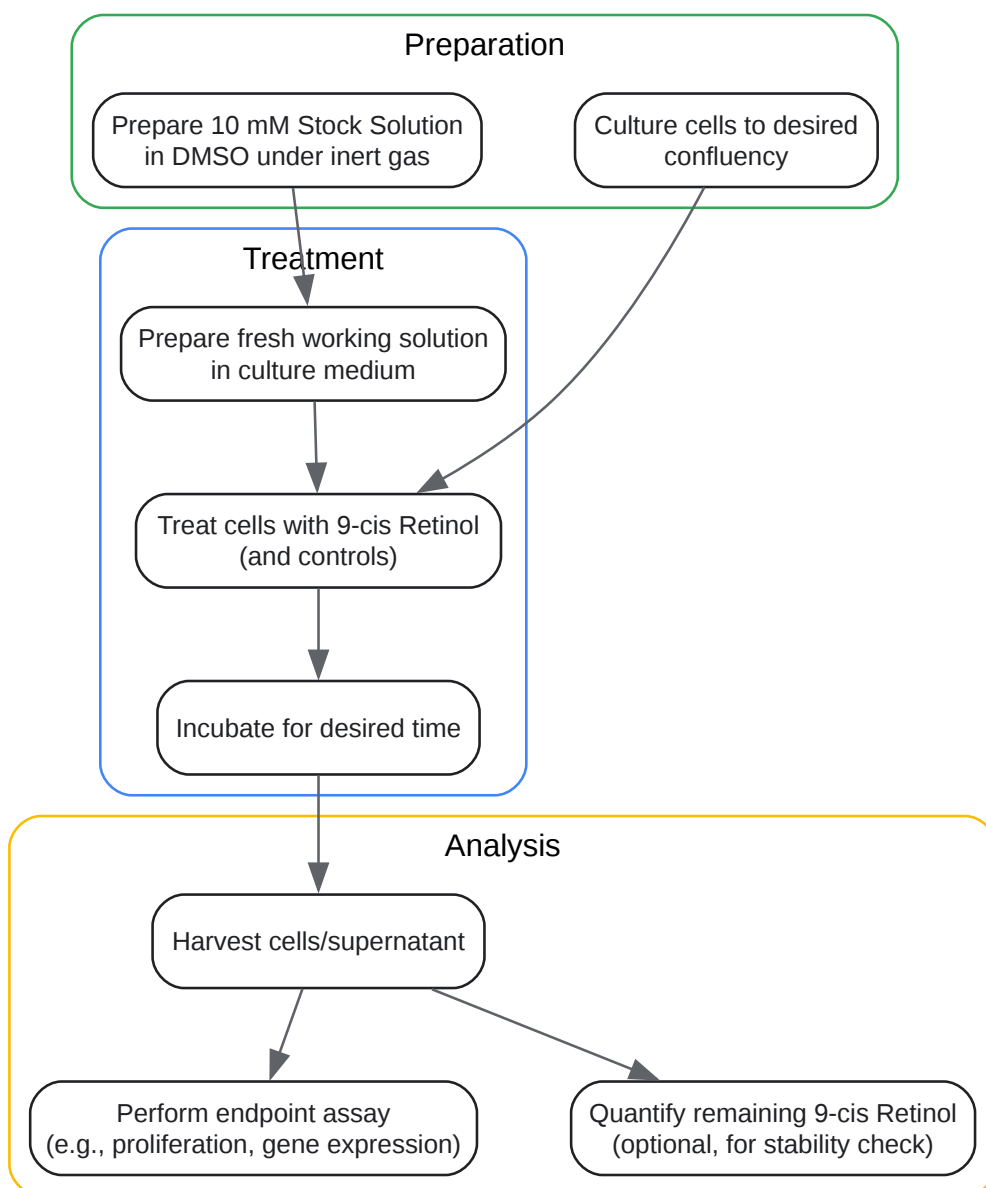 Preparation
Prepare 10 mM Stock Solution
in DMSO under inert gas
Culture cells to desired
confluency
Treatment
Prepare fresh working solution
in culture medium
Treat cells with 9-cis Retinol
(and controls)
Incubate for desired time
Analysis
Harvest cells/supernatant
Perform endpoint assay
(e.g., proliferation, gene expression)
Quantify remaining 9-cis Retinol
(optional, for stability check)